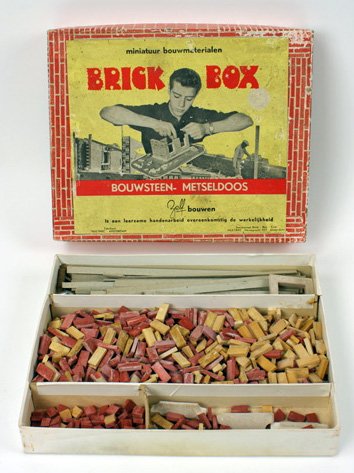 miniatuur bouwmaterialen
BRICK BOX
BOUWSTEEN- METSELDOOS
Zelf bouwen
is een leerzame handenarbeid overeenkomstig de werkelijkheid